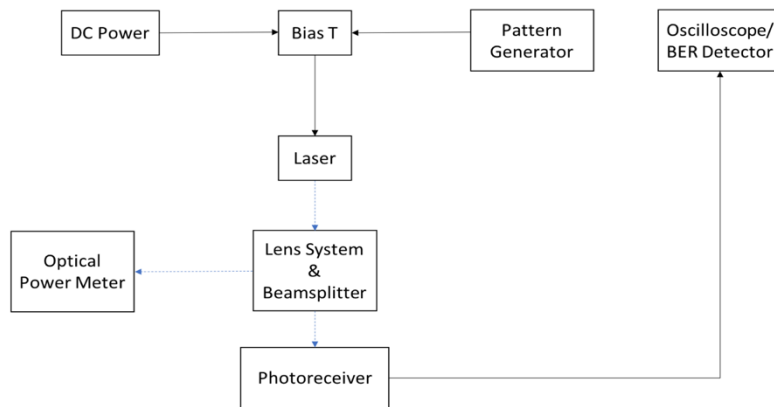 DC Power
Bias T
Pattern
Generator
Oscilloscope/
BER Detector
Laser
Optical
Power Meter
Lens System
&
Beamsplitter
Photoreceiver